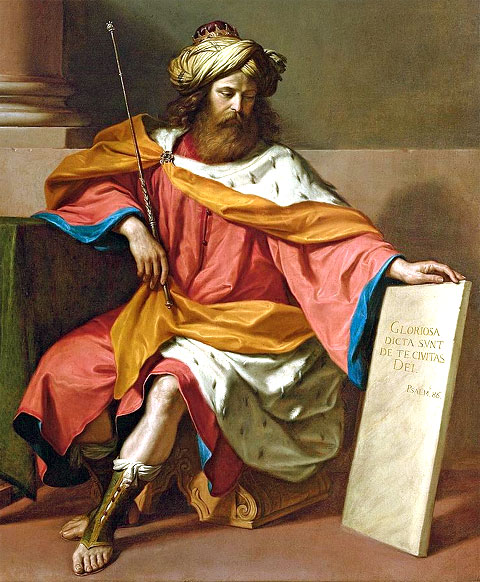 GLORIOSA
DICTA SVNT
DE TE CIVITAS
DEI.
PSALM. 86.